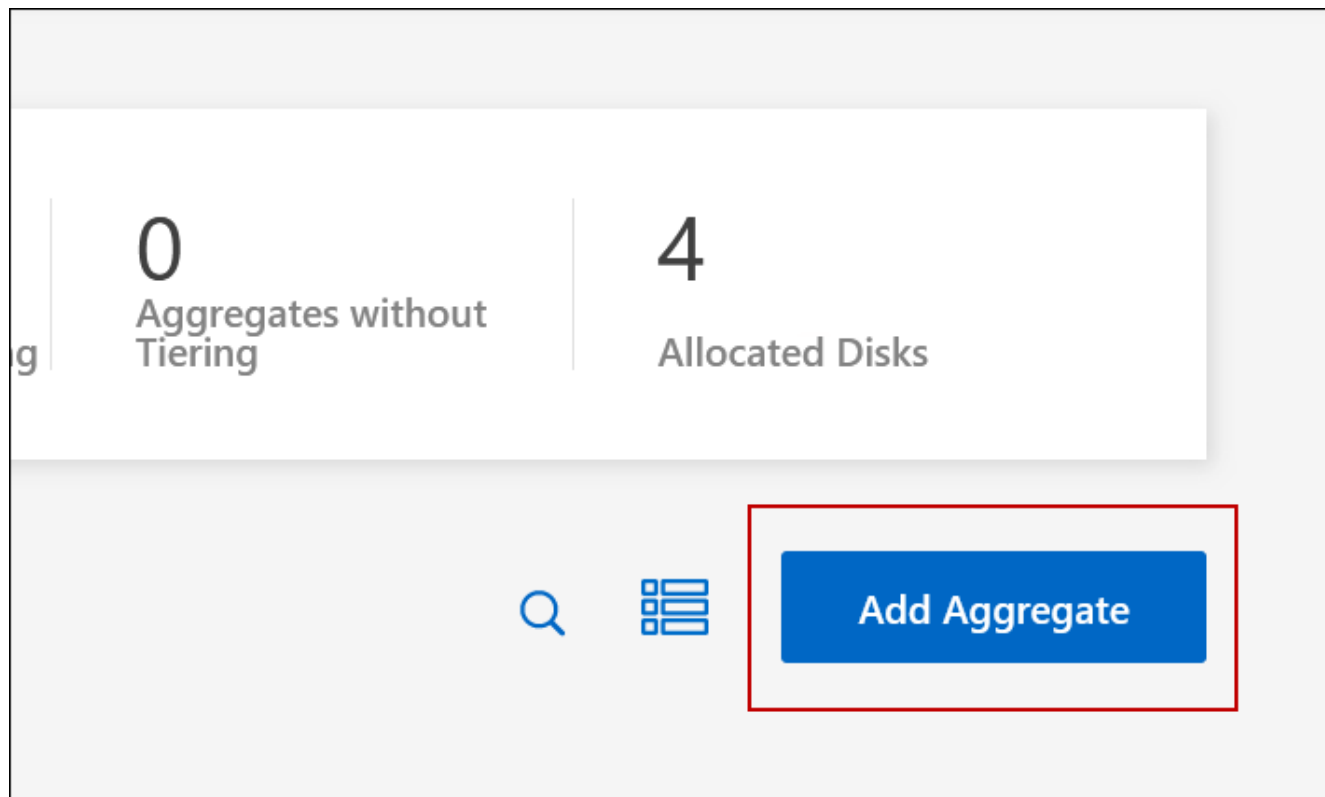 0
Aggregates without
Tiering
4
Allocated Disks
Add Aggregate